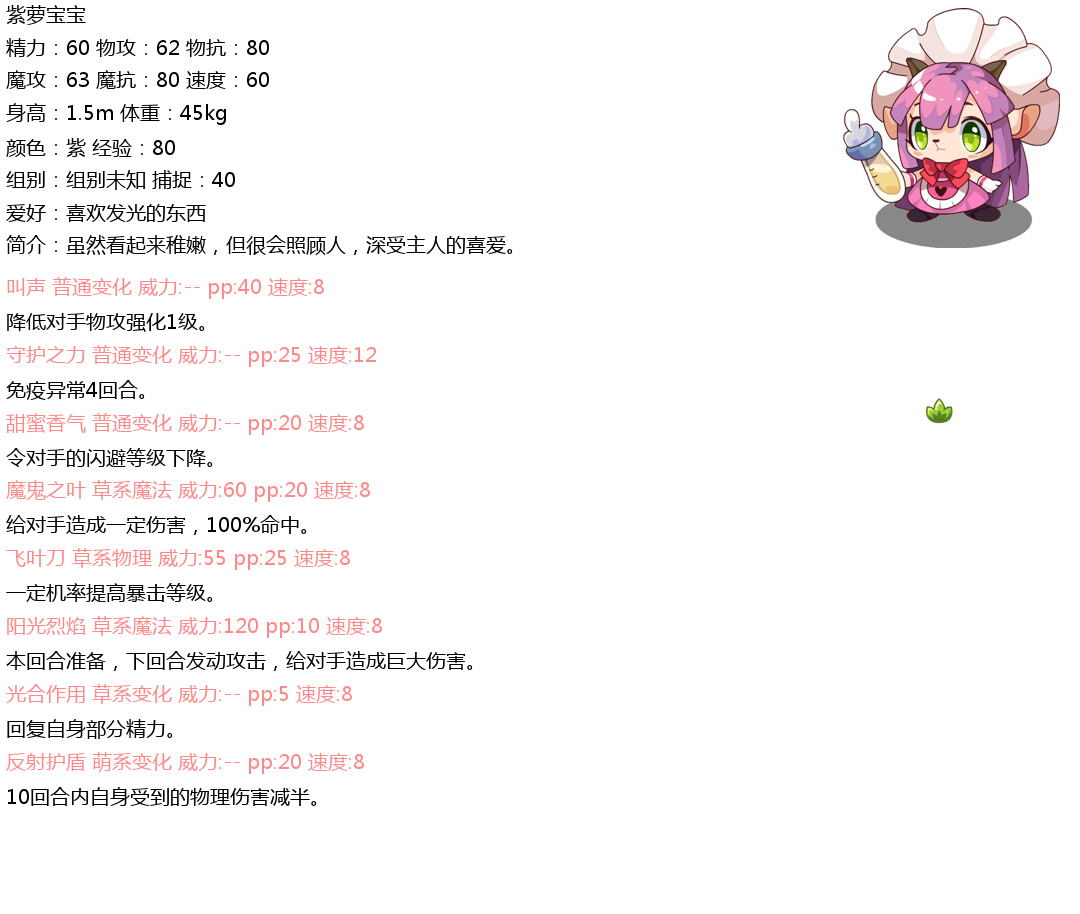 紫萝宝宝
精力：60 物攻：62 物抗：80
魔攻：63 魔抗：80 速度：60
身高：1.5m 体重：45kg
颜色：紫 经验：80
组别：组别未知 捕捉：40
爱好：喜欢发光的东西
简介：虽然看起来稚嫩，但很会照顾人，深受主人的喜爱。
叫声 普通变化 威力:-- pp:40 速度:8
降低对手物攻强化1级。
守护之力 普通变化 威力:-- pp:25 速度:12
免疫异常4回合。
甜蜜香气 普通变化 威力:-- pp:20 速度:8
令对手的闪避等级下降。
魔鬼之叶 草系魔法 威力:60 pp:20 速度:8
给对手造成一定伤害，100%命中。
飞叶刀 草系物理 威力:55 pp:25 速度:8
一定机率提高暴击等级。
阳光烈焰 草系魔法 威力:120 pp:10 速度:8
本回合准备，下回合发动攻击，给对手造成巨大伤害。
光合作用 草系变化 威力:-- pp:5 速度:8
回复自身部分精力。
反射护盾 萌系变化 威力:-- pp:20 速度:8
10回合内自身受到的物理伤害减半。